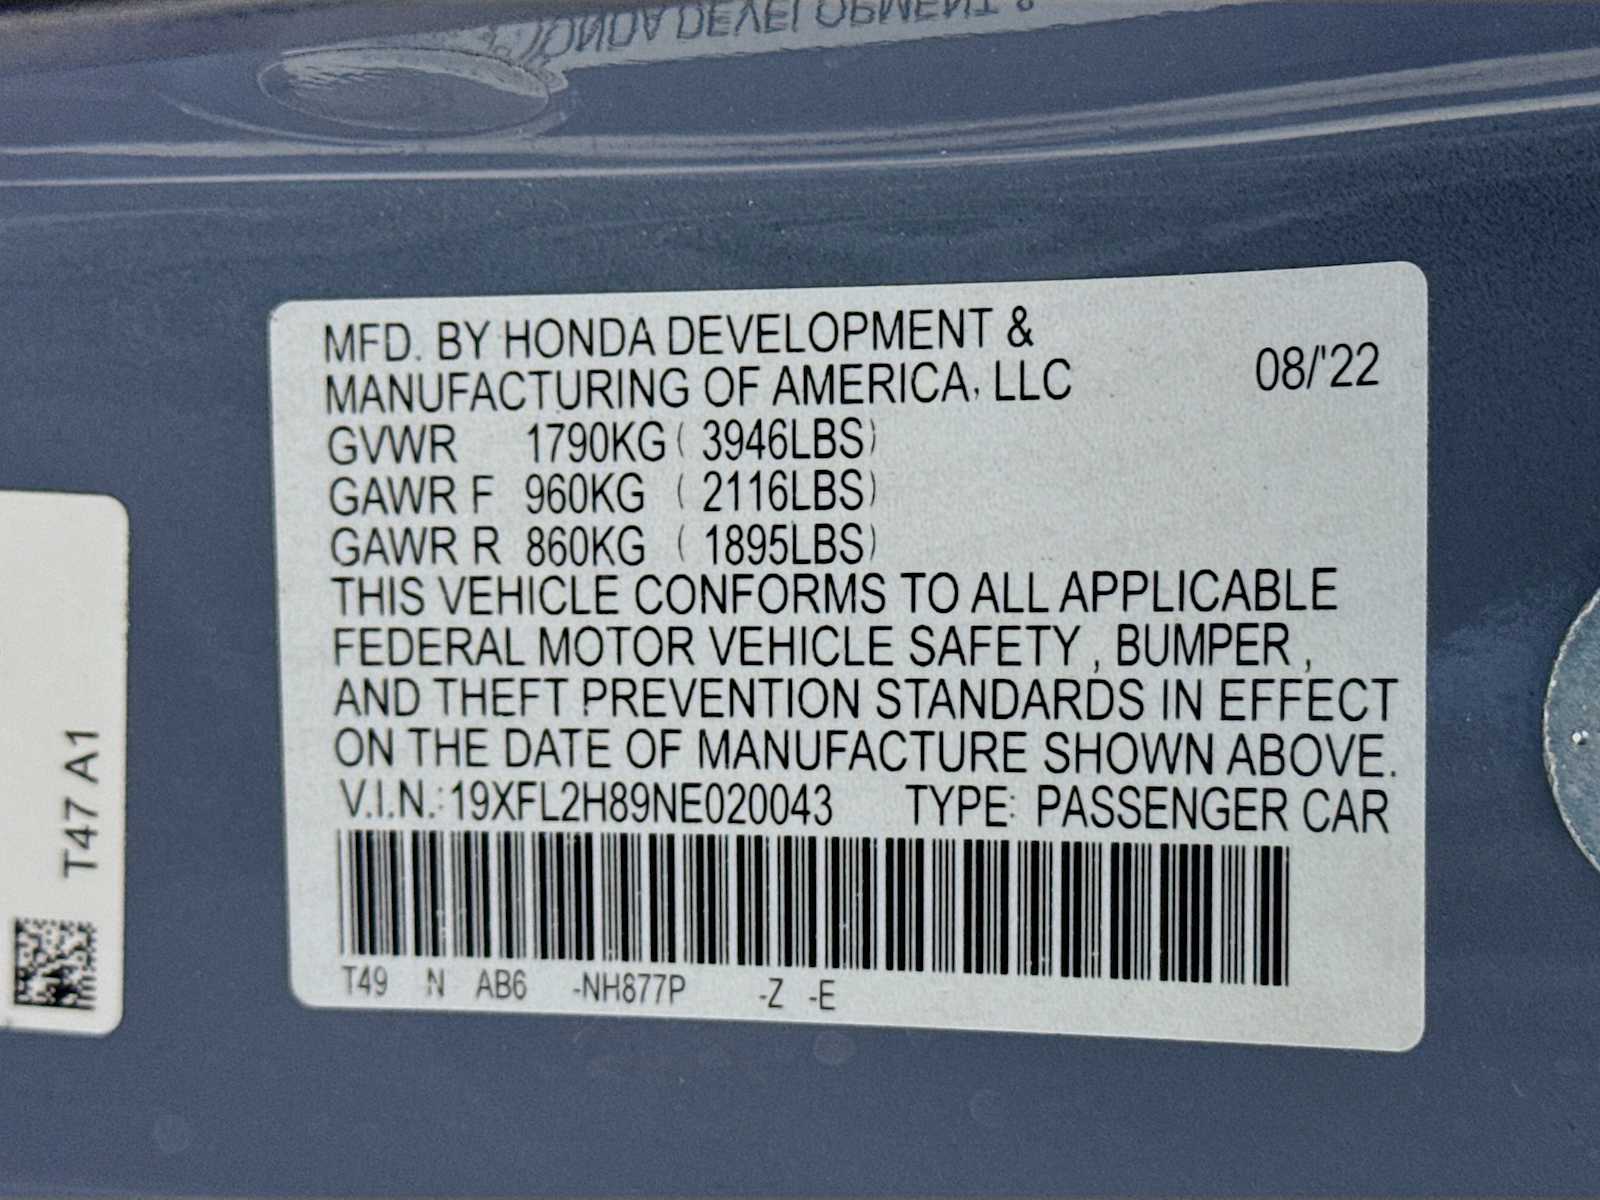 HONDA DEVELOPMENT &
MFD. BY HONDA DEVELOPMENT &
MANUFACTURING OF AMERICA, LLC
08/'22
GVWR 1790KG ( 3946LBS)
GAWR F 960KG ( 2116LBS)
GAWR R 860KG ( 1895LBS)
THIS VEHICLE CONFORMS TO ALL APPLICABLE
FEDERAL MOTOR VEHICLE SAFETY , BUMPER ,
AND THEFT PREVENTION STANDARDS IN EFFECT
ON THE DATE OF MANUFACTURE SHOWN ABOVE.
V.I.N.: 19XFL2H89NE020043 TYPE: PASSENGER CAR
T49 N AB6 -NH877P -Z -E
T47 A1